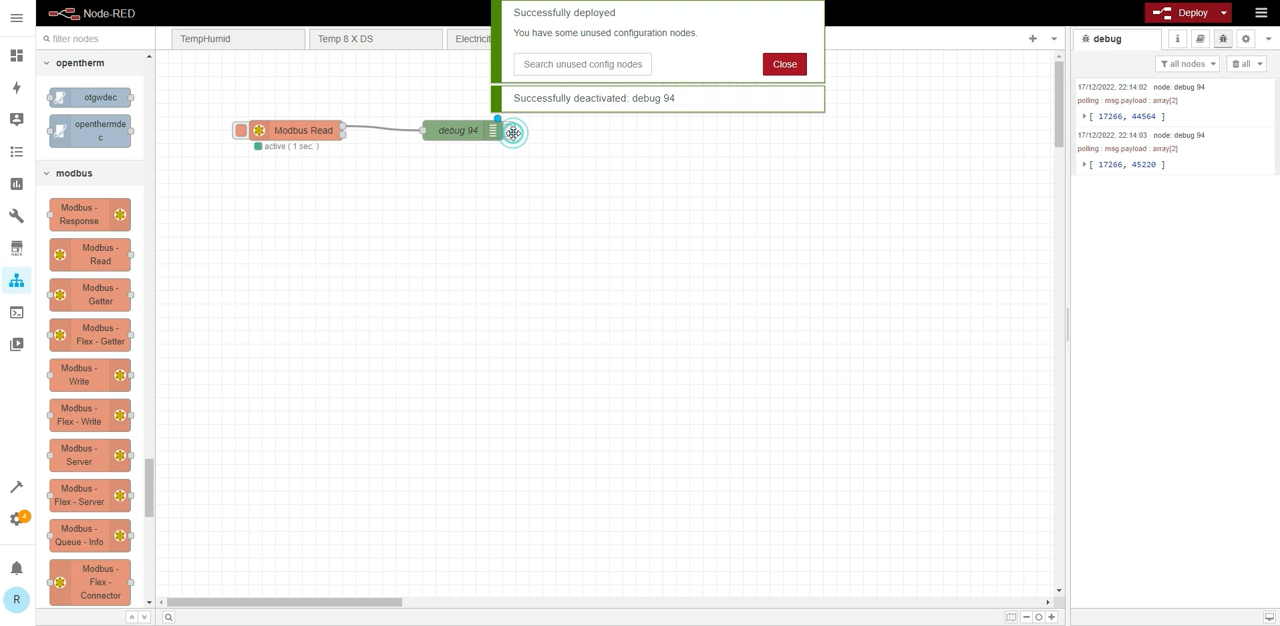 Node-RED
Deploy
Successfully deployed
You have some unused configuration nodes.
Search unused config nodes
Close
Successfully deactivated: debug 94
filter nodes
TempHumid
Temp 8 X DS
Electricit
debug
i
all nodes
all
opentherm
otgwdec
openthermde
c
modbus
Modbus -
Response
Modbus -
Read
Modbus -
Getter
Modbus -
Flex - Getter
Modbus -
Write
Modbus -
Flex - Write
Modbus -
Server
Modbus -
Flex - Server
Modbus -
Queue - Info
Modbus -
Flex -
Connector
Modbus Read
active ( 1 sec. )
debug 94
17/12/2022, 22:14:02 node: debug 94
polling : msg.payload : array[2]
[ 17266, 44564 ]
17/12/2022, 22:14:03 node: debug 94
polling : msg.payload : array[2]
[ 17266, 45220 ]
HACS
4
R